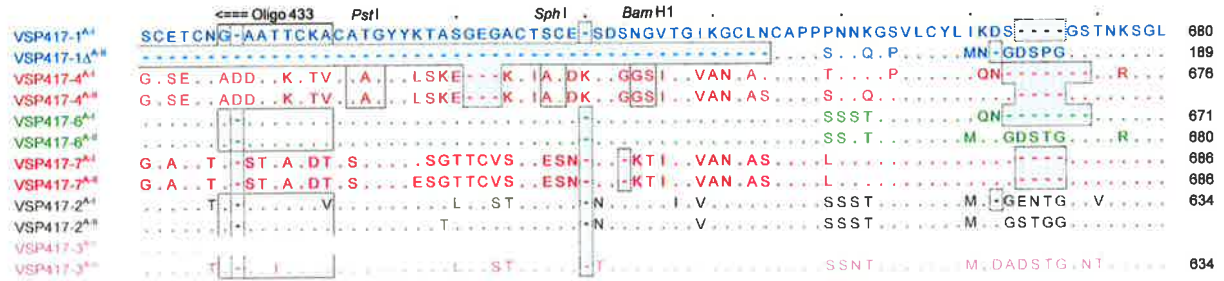 <=== Oligo 433 PstI SphI BamH1
VSP417-1A-I SCETCNG-AATTCKACATGYYKTASGEGACTSCE-SDSNGVTGIKGCLNCAPPPNNKGSVLCYLIKDS-----GSTNKSGL 680
VSP417-1ΔA-II S..Q.P MN-GDSPG 189
VSP417-4A-I G.SE..ADD..K.TV..A...LSKE---K.IA.DK..GGSI..VAN.A T...P QN 676
VSP417-4A-II G.SE..ADD..K.TV..A...LSKE---K.IA.DK..GGSI..VAN.AS S..Q
VSP417-6A-I SSST QN 671
VSP417-6A-II SS.T M..GDSTG R 680
VSP417-7A-I G.A..T.-ST.A.DT.S SGTTCVS..ESN-.-KTI..VAN.AS L 686
VSP417-7A-II G.A..T.-ST.A.DT.S ESGTTCVS..ESN-.-KTI..VAN.AS L 686
VSP417-2A-I T.- V L..ST -N I.V SSST M.-GENTG..V 634
VSP417-2A-II - T -N V SSST M..GSTGG
VSP417-3A-I
VSP417-3 T.-..I L..ST -T SSNT M.DADSTG.NT 634